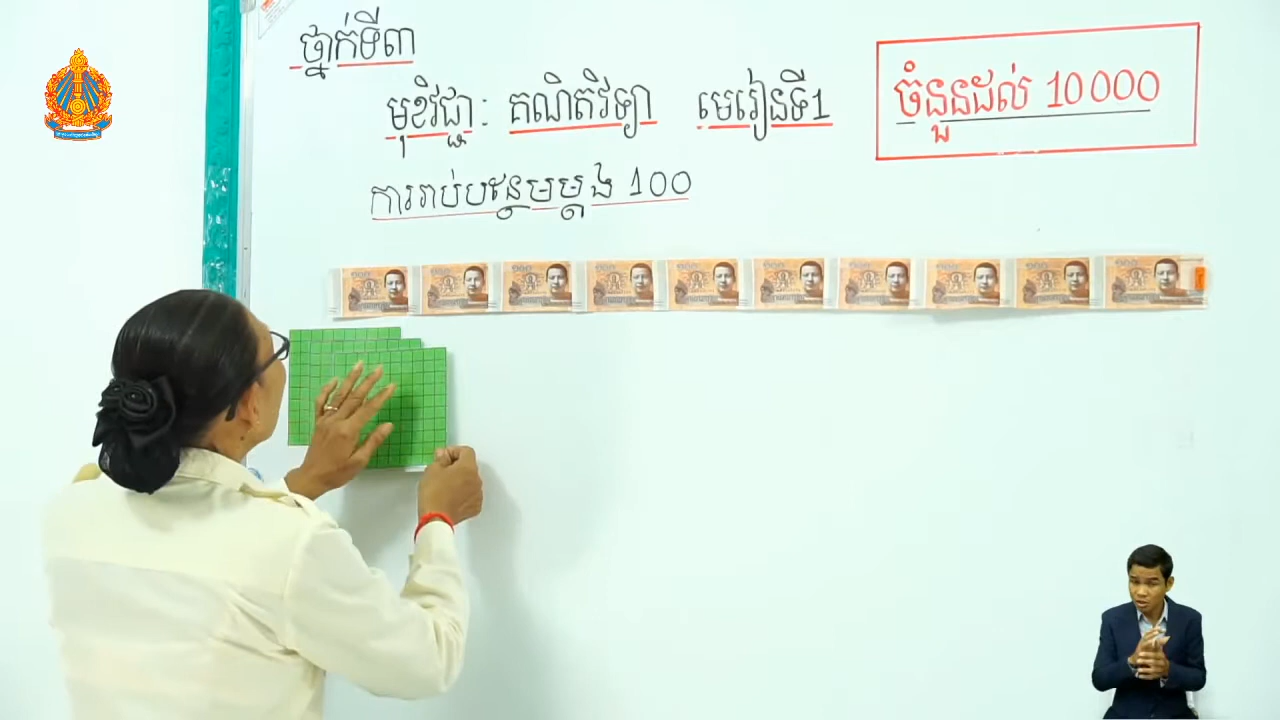 ថ្នាក់ទី៣
មុខវិជ្ជា: គណិតវិទ្យា មេរៀនទី1
ចំនួនដល់ 10 000
ការរាប់បន្ថែមម្ដង 100